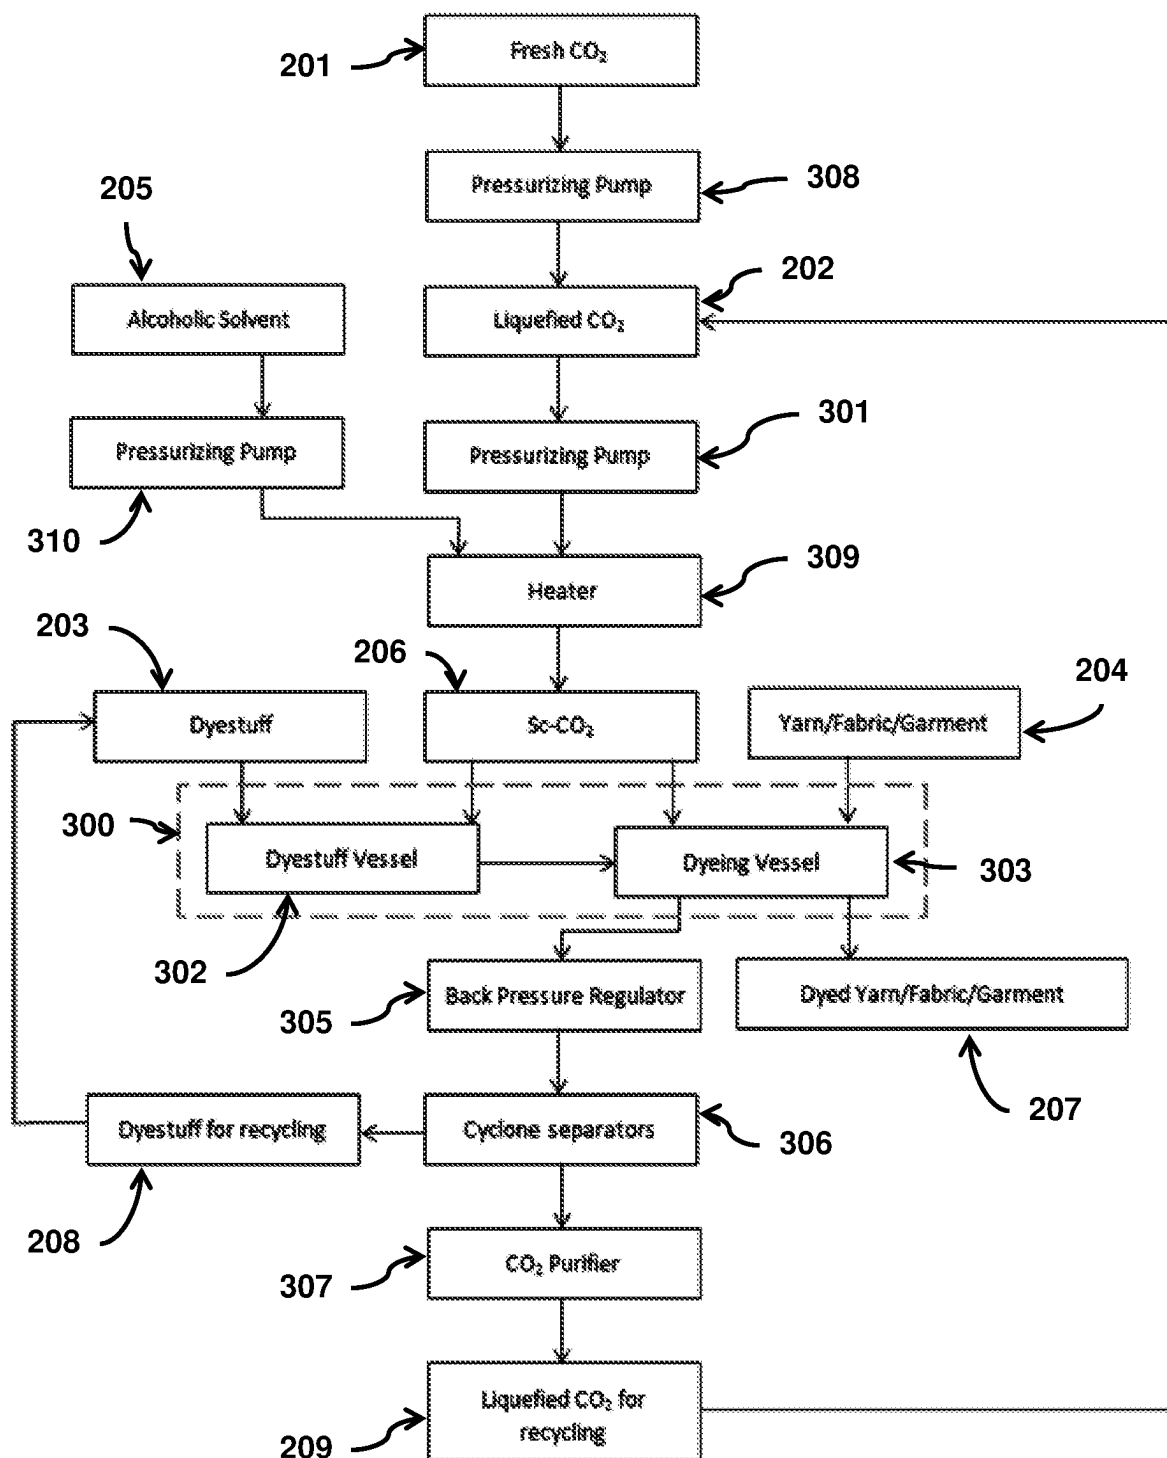 201
Fresh CO₂
Pressurizing Pump
308
205
202
Alcoholic Solvent
Liquefied CO₂
301
Pressurizing Pump
Pressurizing Pump
310
309
Heater
203
206
204
Dyestuff
Sc-CO₂
Yarn/Fabric/Garment
300
Dyestuff Vessel
Dyeing Vessel
303
302
305
Back Pressure Regulator
Dyed Yarn/Fabric/Garment
207
Dyestuff for recycling
Cyclone separators
306
208
307
CO₂ Purifier
Liquefied CO₂ for
recycling
209